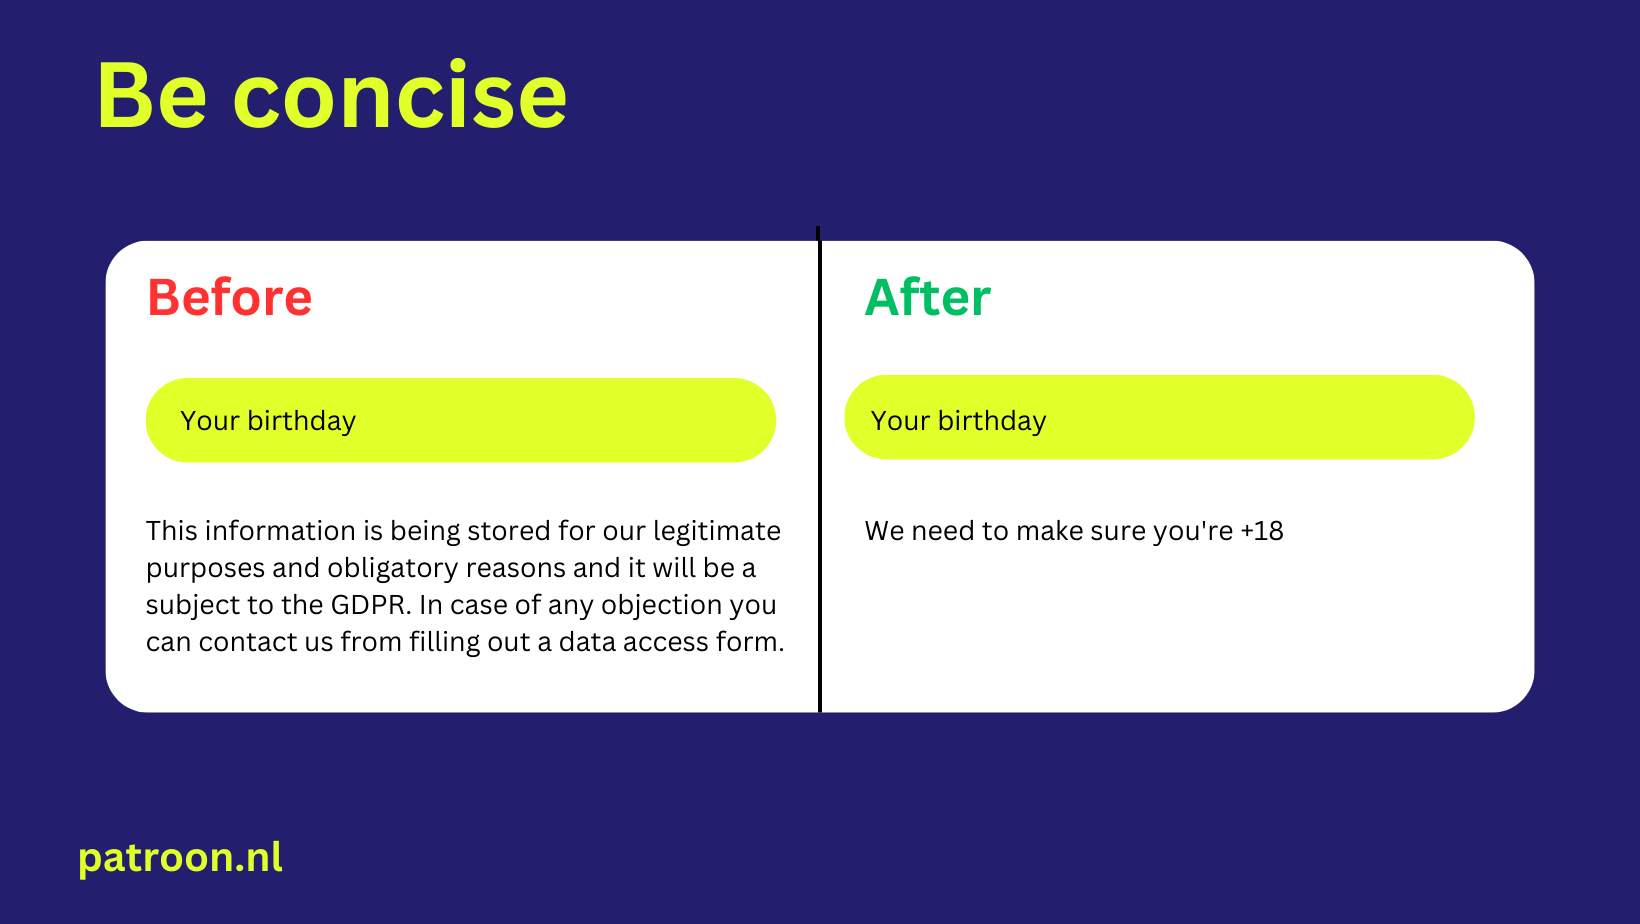 Be concise
Before
Your birthday
This information is being stored for our legitimate
purposes and obligatory reasons and it will be a
subject to the GDPR. In case of any objection you
can contact us from filling out a data access form.
After
Your birthday
We need to make sure you're +18
patroon.nl